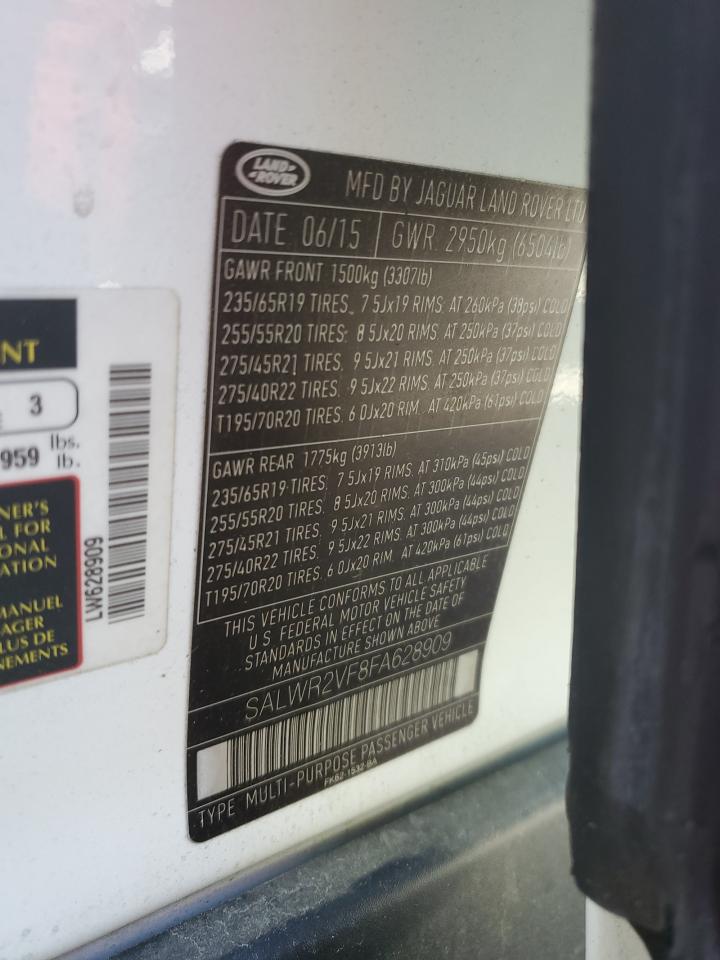 LAND-
-ROVER
MFD BY JAGUAR LAND ROVER LTD
DATE 06/15
GWR 2950kg (6504lb)
GAWR FRONT 1500kg (3307lb)
235/65R19 TIRES, 7 5Jx19 RIMS. AT 260kPa (38psi) COLD
255/55R20 TIRES: 8 5Jx20 RIMS. AT 250kPa (37psi) COLD
275/45R21 TIRES. 9 5Jx21 RIMS. AT 250kPa (37psi) COLD
275/40R22 TIRES. 9 5Jx22 RIMS. AT 250kPa (37psi) COLD
T195/70R20 TIRES. 6 0Jx20 RIM. AT 420kPa (61psi) COLD
GAWR REAR 1775kg (3913lb)
235/65R19 TIRES. 7 5Jx19 RIMS. AT 310kPa (45psi) COLD
255/55R20 TIRES. 8 5Jx20 RIMS. AT 300kPa (44psi) COLD
275/45R21 TIRES. 9 5Jx21 RIMS. AT 300kPa (44psi) COLD
275/40R22 TIRES. 9 5Jx22 RIMS. AT 300kPa (44psi) COLD
T195/70R20 TIRES. 6 0Jx20 RIM. AT 420kPa (61psi) COLD
THIS VEHICLE CONFORMS TO ALL APPLICABLE
U S FEDERAL MOTOR VEHICLE SAFETY
STANDARDS IN EFFECT ON THE DATE OF
MANUFACTURE SHOWN ABOVE
SALWR2VF8FA628909
TYPE MULTI-PURPOSE PASSENGER VEHICLE
FK62-1532-BA
NT
3
959 lbs.
lb.
NER'S
L FOR
ONAL
ATION
MANUEL
AGER
LUS DE
NEMENTS
LW628909